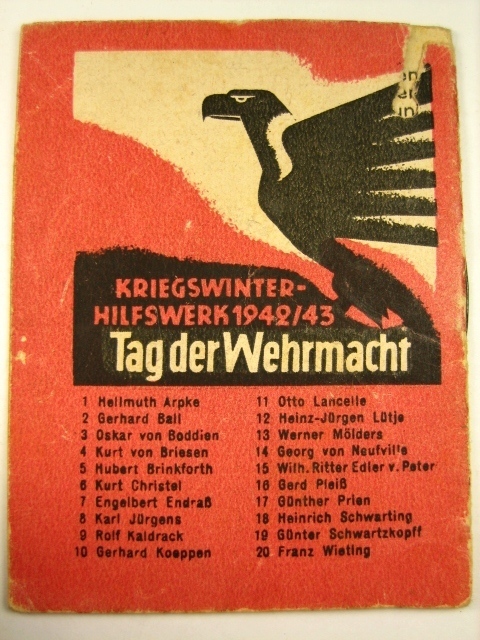 KRIEGSWINTER-
HILFSWERK 1942/43
Tag der Wehrmacht
1 Hellmuth Arpke
2 Gerhard Ball
3 Oskar von Boddien
4 Kurt von Briesen
5 Hubert Brinkforth
6 Kurt Christel
7 Engelbert Endraß
8 Karl Jürgens
9 Rolf Kaldrack
10 Gerhard Koeppen
11 Otto Lancelle
12 Heinz-Jürgen Lütje
13 Werner Mölders
14 Georg von Neufville
15 Wilh. Ritter Edler v. Peter
16 Gerd Pleiß
17 Günther Prien
18 Heinrich Schwarting
19 Günter Schwartzkopff
20 Franz Wieting